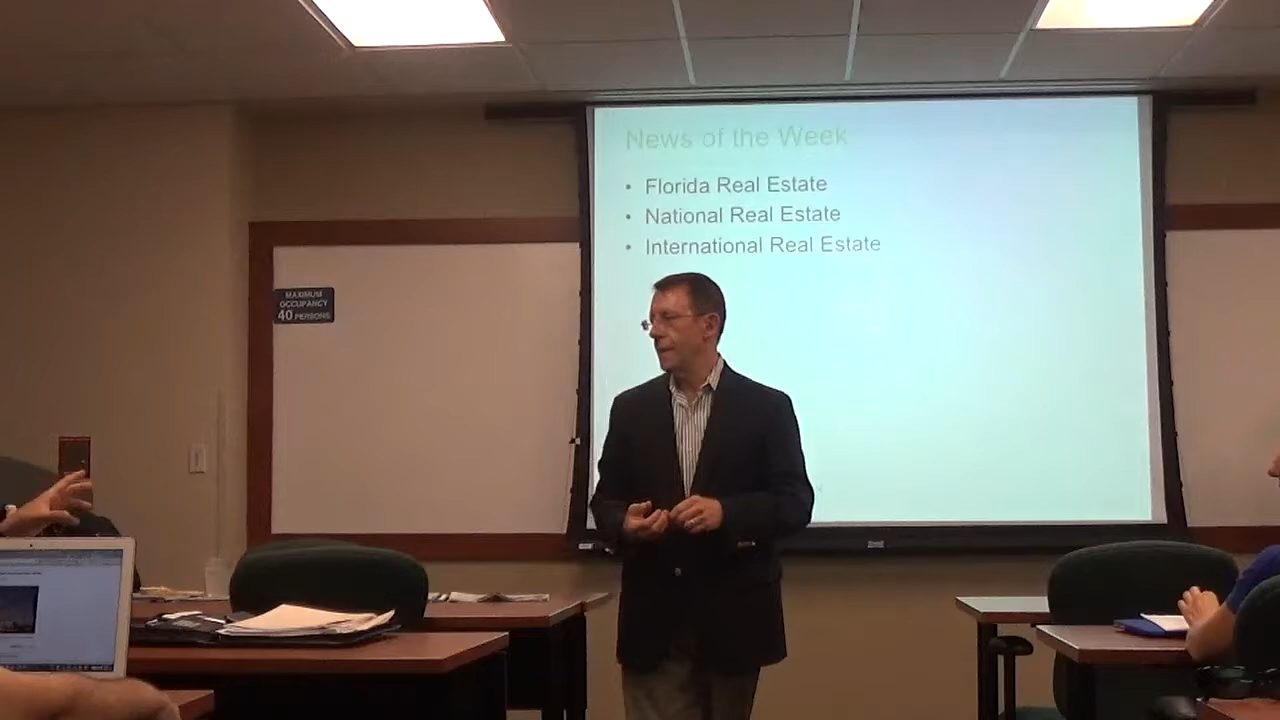 News of the Week
• Florida Real Estate
• National Real Estate
• International Real Estate
MAXIMUM
OCCUPANCY
40 PERSONS